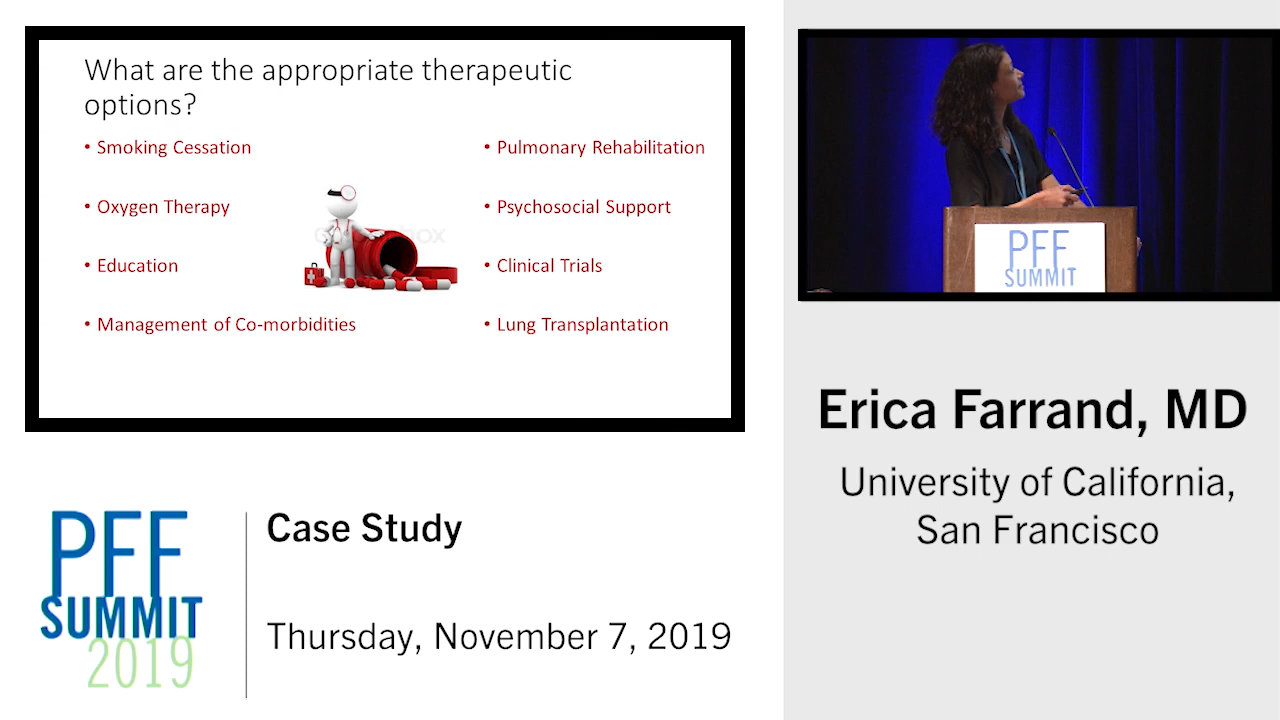 What are the appropriate therapeutic
options?
• Smoking Cessation
• Oxygen Therapy
• Education
• Management of Co-morbidities
• Pulmonary Rehabilitation
• Psychosocial Support
• Clinical Trials
• Lung Transplantation
PFF
SUMMIT
Erica Farrand, MD
University of California,
San Francisco
PFF
SUMMIT
2019
Case Study
Thursday, November 7, 2019